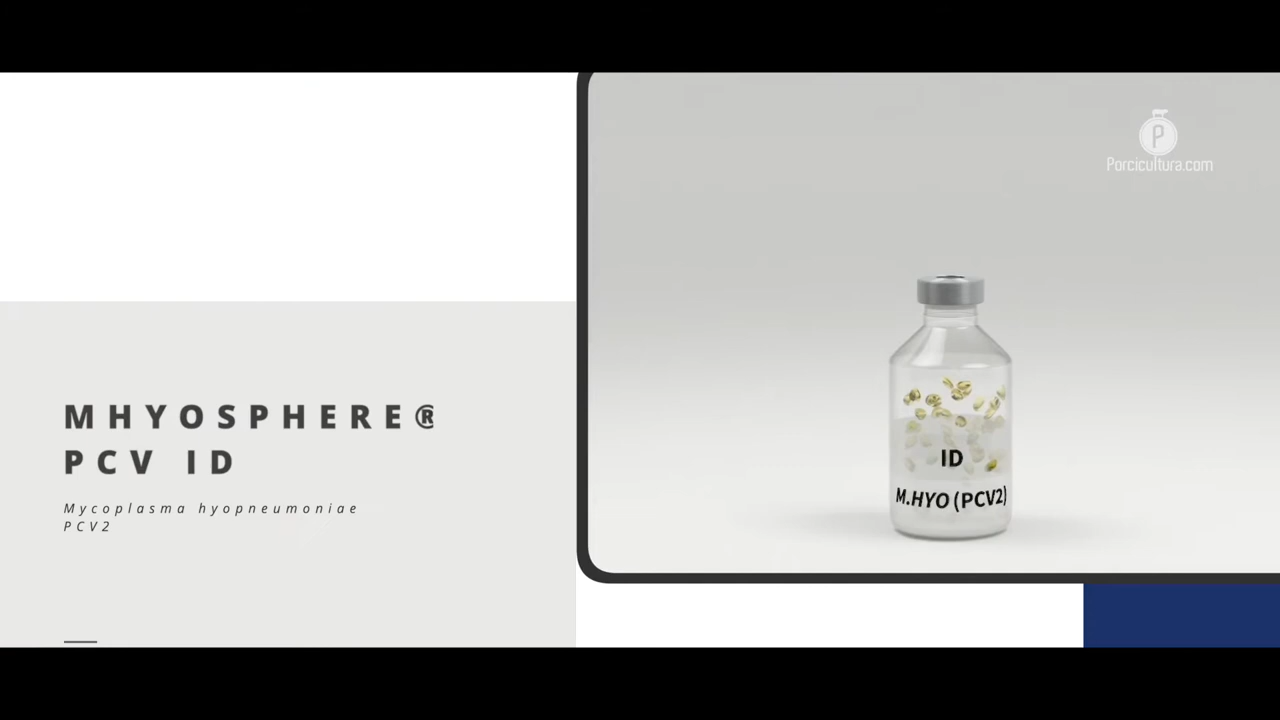 MHYOSPHERE®
PCV ID
Mycoplasma hyopneumoniae
PCV2
P
Porcicultura.com
ID
M.HYO (PCV2)